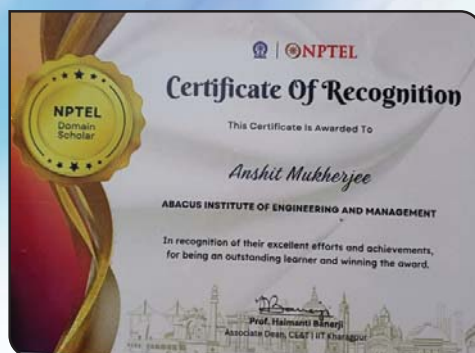 NPTEL
Certificate Of Recognition
This Certificate Is Awarded To
NPTEL
Domain
Scholar
Anshit Mukherjee
ABACUS INSTITUTE OF ENGINEERING AND MANAGEMENT
In recognition of their excellent efforts and achievements,
for being an outstanding learner and winning the award.
Prof. Haimanti Banerji
Associate Dean, CE&T | IIT Kharagpur